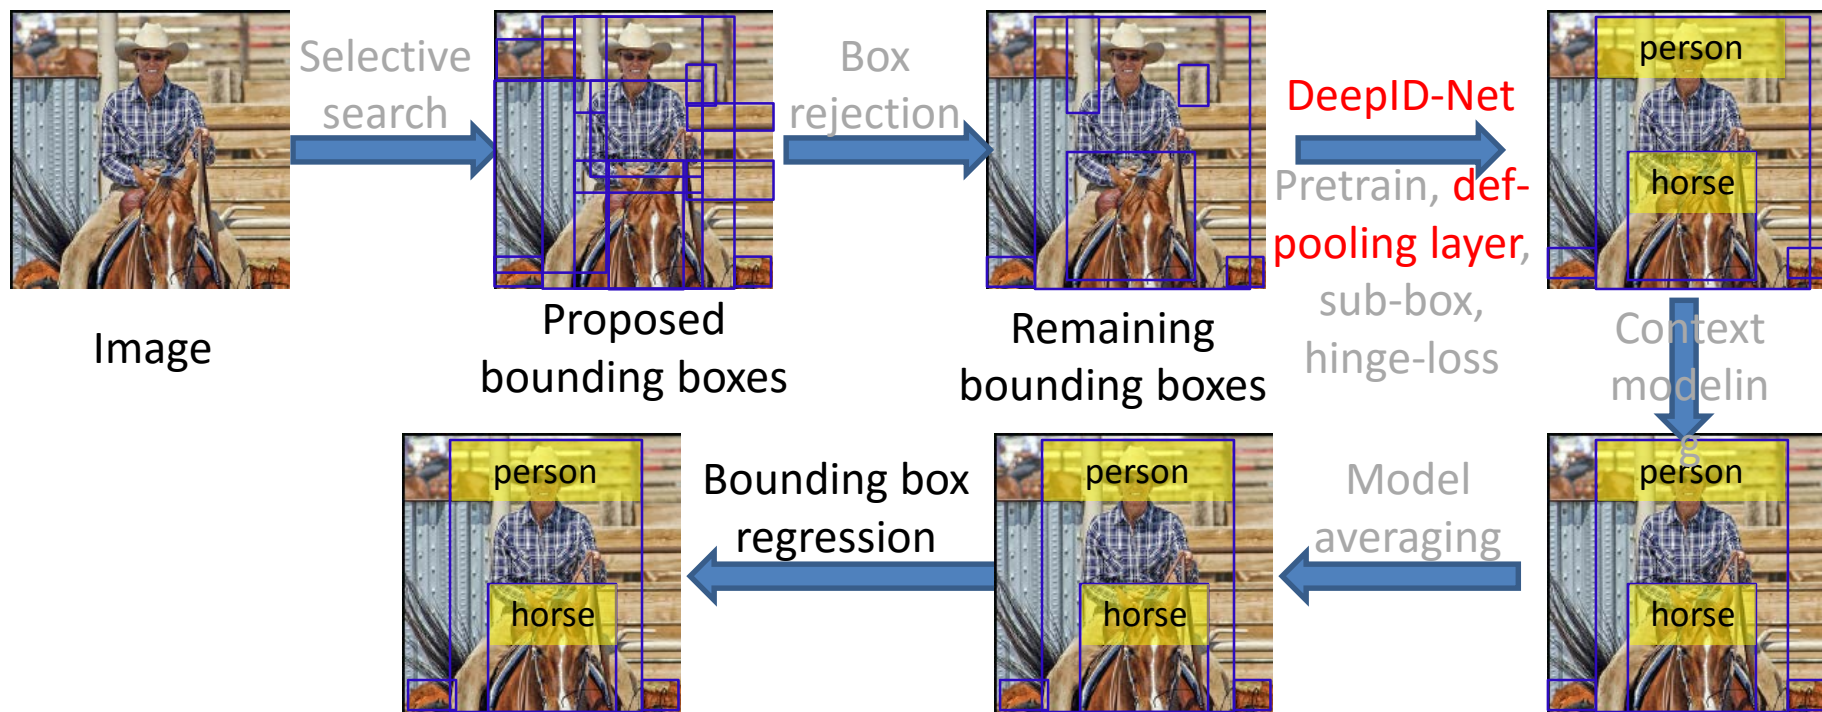 Selective
search
Box
rejection
DeepID-Net
Pretrain, def-
pooling layer,
sub-box,
hinge-loss
person
horse
Image
Proposed
bounding boxes
Remaining
bounding boxes
Context
modelin
g
person
horse
Bounding box
regression
person
horse
Model
averaging
person
horse